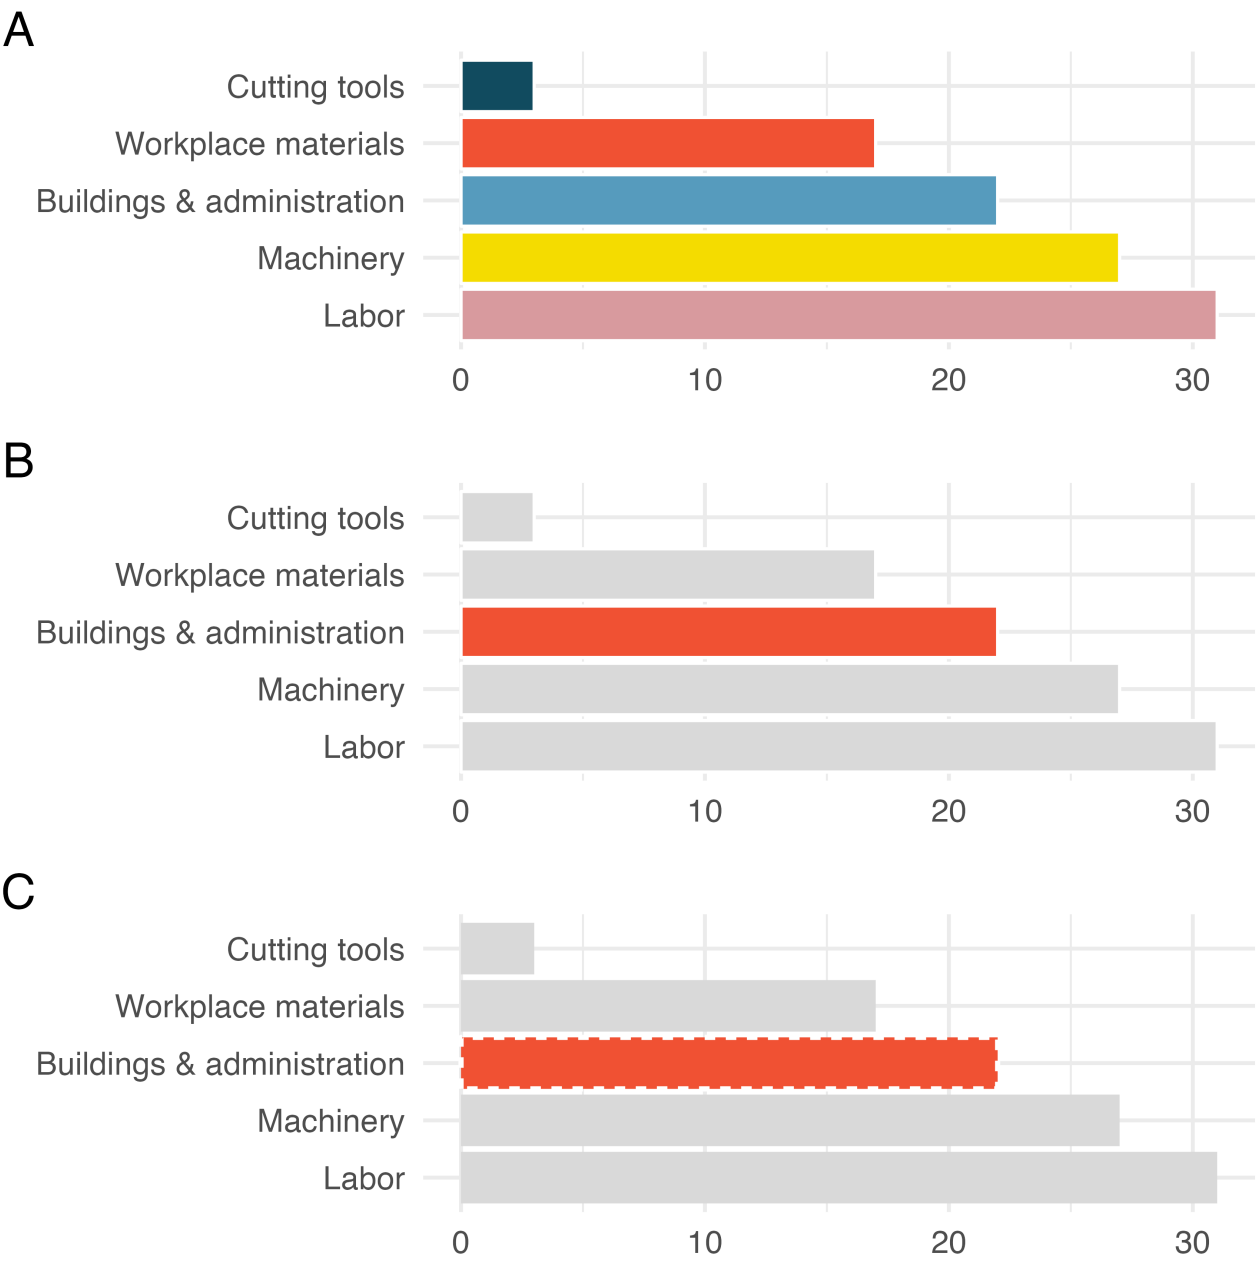 A
Cutting tools
Workplace materials
Buildings & administration
Machinery
Labor
0 10 20 30
B
Cutting tools
Workplace materials
Buildings & administration
Machinery
Labor
0 10 20 30
C
Cutting tools
Workplace materials
Buildings & administration
Machinery
Labor
0 10 20 30